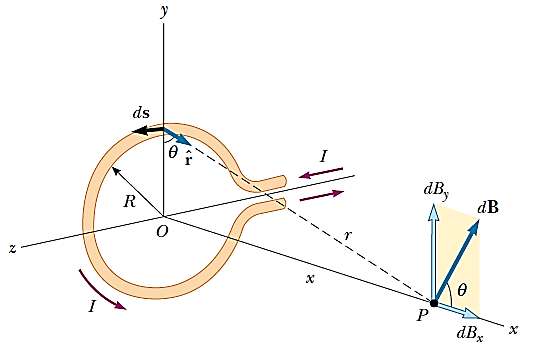 y
ds
θ
r̂
I
R
z
O
x
r
I
dB_y
dB
θ
P
dB_x
x